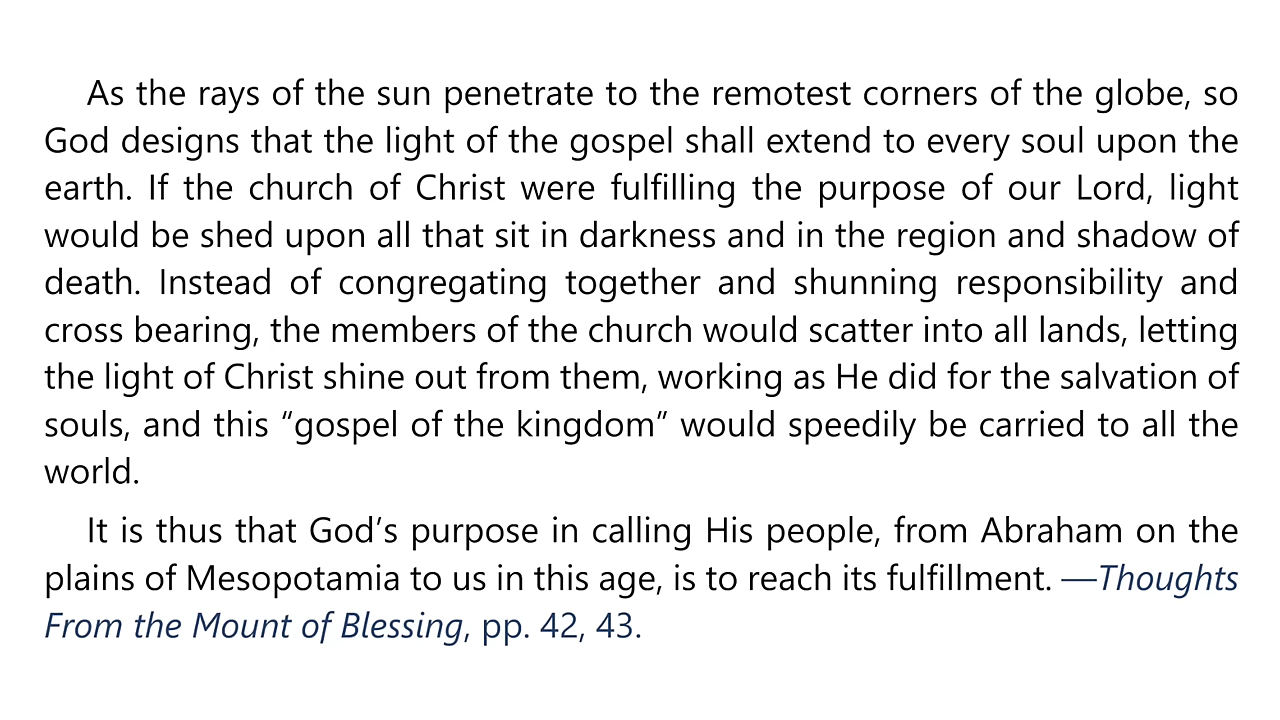 As the rays of the sun penetrate to the remotest corners of the globe, so
God designs that the light of the gospel shall extend to every soul upon the
earth. If the church of Christ were fulfilling the purpose of our Lord, light
would be shed upon all that sit in darkness and in the region and shadow of
death. Instead of congregating together and shunning responsibility and
cross bearing, the members of the church would scatter into all lands, letting
the light of Christ shine out from them, working as He did for the salvation of
souls, and this “gospel of the kingdom” would speedily be carried to all the
world.
It is thus that God’s purpose in calling His people, from Abraham on the
plains of Mesopotamia to us in this age, is to reach its fulfillment. —Thoughts
From the Mount of Blessing, pp. 42, 43.